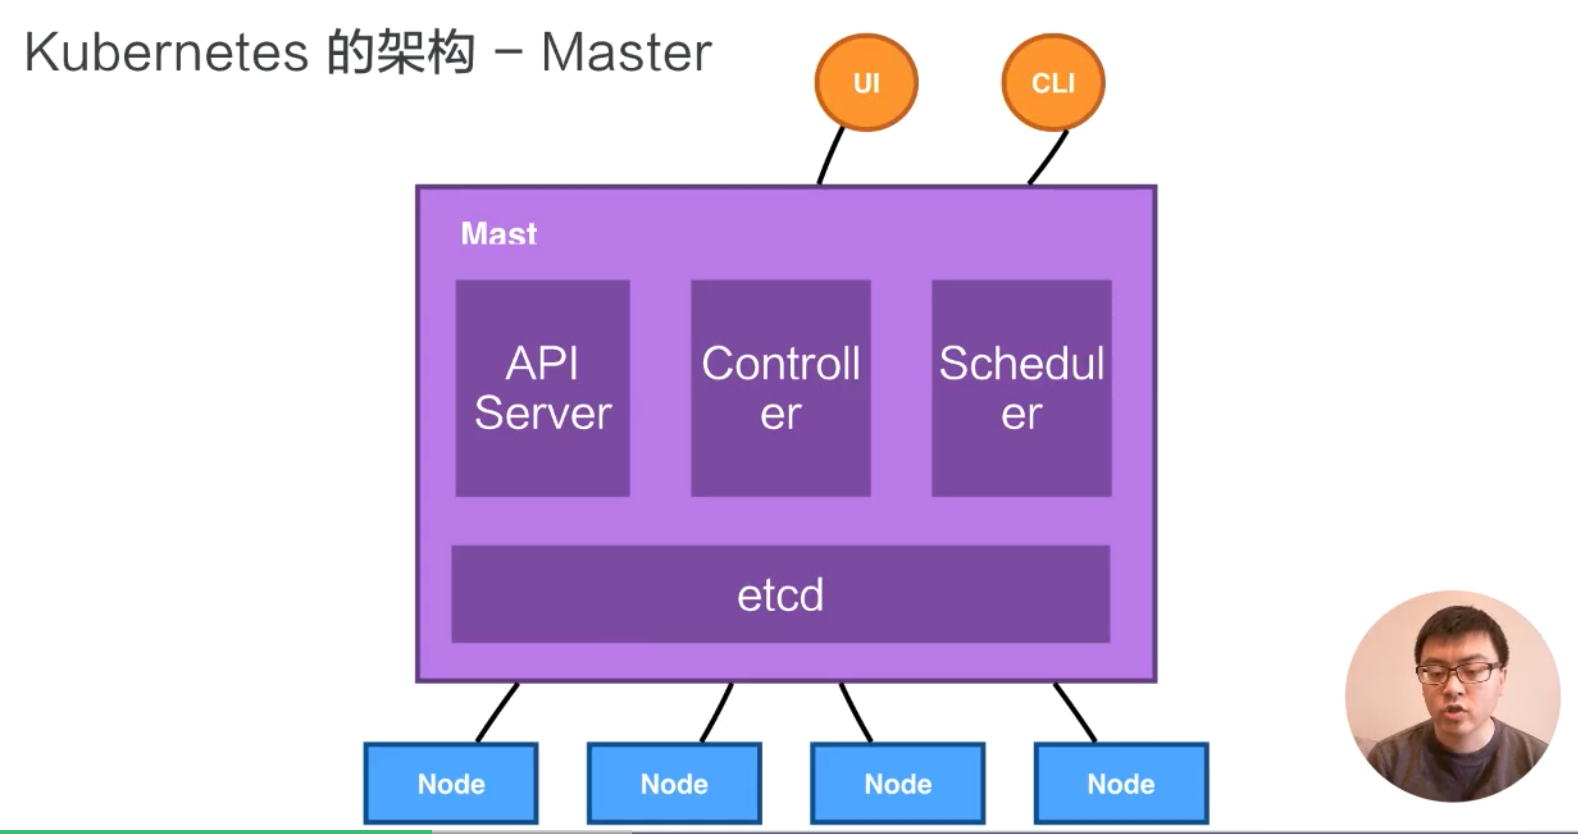 Kubernetes 的架构 – Master
UI
CLI
Mast
API
Server
Controll
er
Schedul
er
etcd
Node
Node
Node
Node